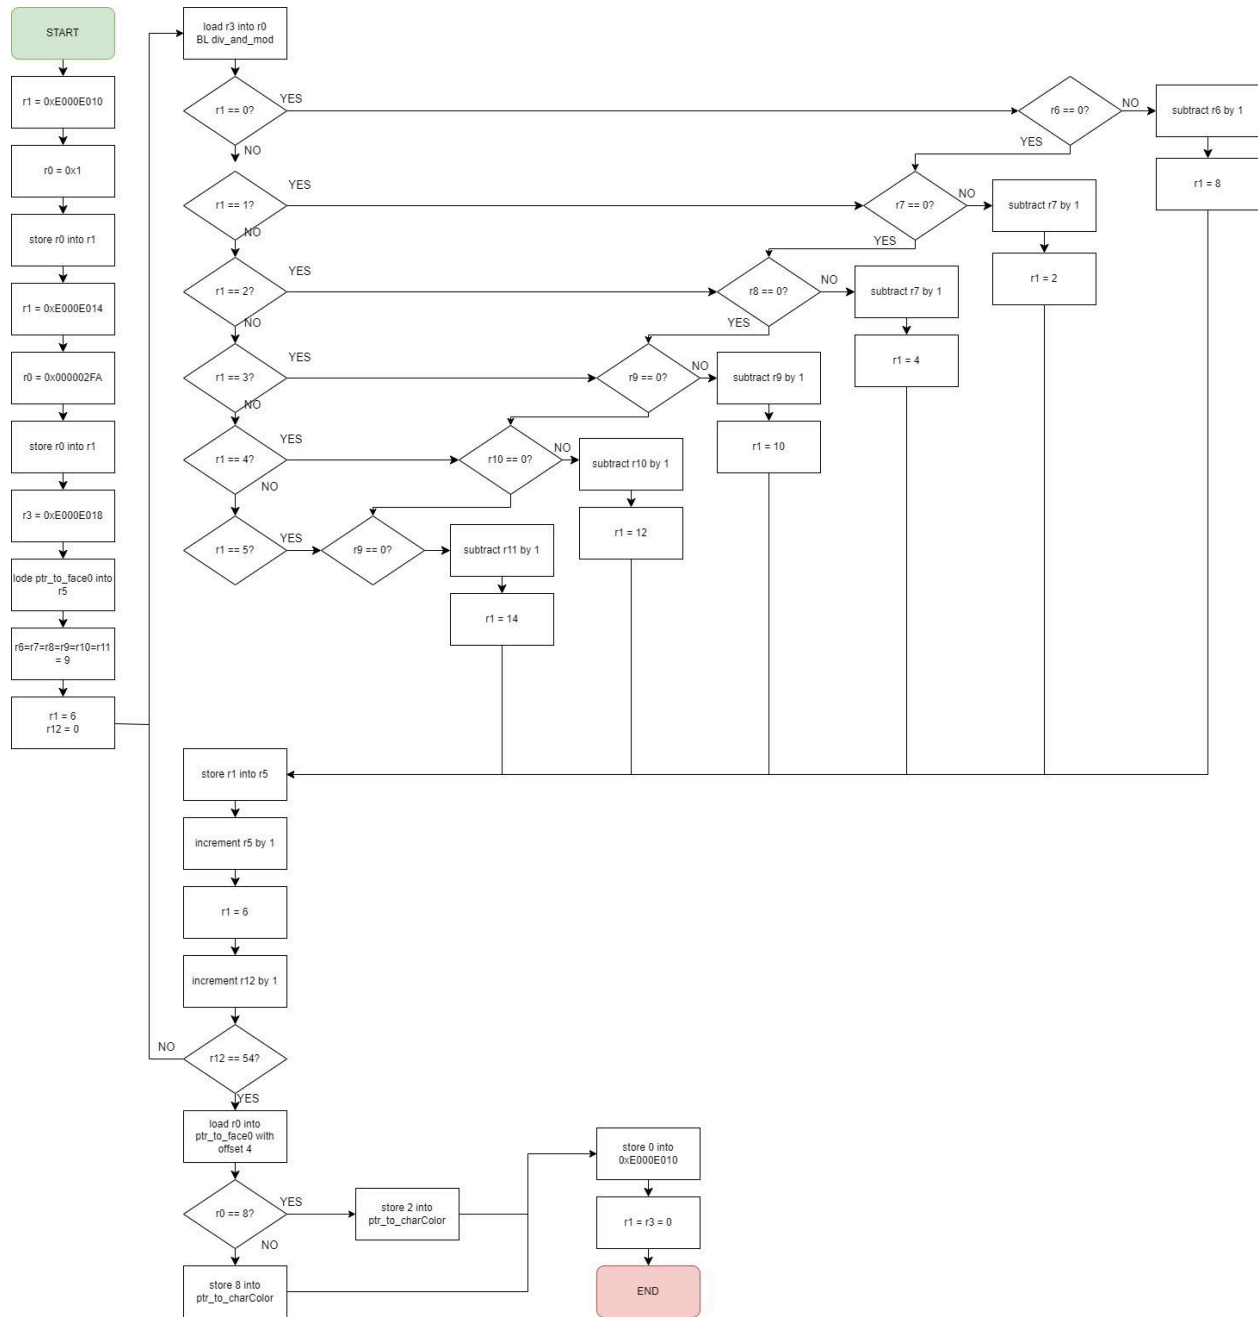 START
r1 = 0xE000E010
r0 = 0x1
store r0 into r1
r1 = 0xE000E014
r0 = 0x000002FA
store r0 into r1
r3 = 0xE000E018
lode ptr_to_face0 into
r5
r6=r7=r8=r9=r10=r11
= 9
r1 = 6
r12 = 0
load r3 into r0
BL div_and_mod
r1 == 0?
YES
NO
r6 == 0?
NO
YES
subtract r6 by 1
r1 = 8
r1 == 1?
YES
NO
r7 == 0?
NO
YES
subtract r7 by 1
r1 = 2
r1 == 2?
YES
NO
r8 == 0?
NO
YES
subtract r7 by 1
r1 = 4
r1 == 3?
YES
NO
r9 == 0?
NO
subtract r9 by 1
r1 = 10
r1 == 4?
YES
NO
r10 == 0?
NO
subtract r10 by 1
r1 = 12
r1 == 5?
YES
r9 == 0?
subtract r11 by 1
r1 = 14
store r1 into r5
increment r5 by 1
r1 = 6
increment r12 by 1
r12 == 54?
NO
YES
load r0 into
ptr_to_face0 with
offset 4
r0 == 8?
YES
NO
store 2 into
ptr_to_charColor
store 8 into
ptr_to_charColor
store 0 into
0xE000E010
r1 = r3 = 0
END